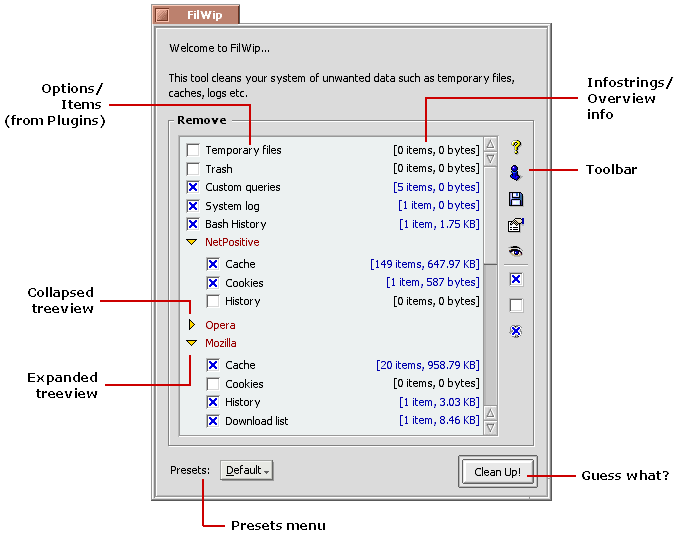 FilWip
Welcome to FilWip...
This tool cleans your system of unwanted data such as temporary files,
caches, logs etc.
Options/
Items
(from Plugins)
Infostrings/
Overview
info
Remove
Temporary files [0 items, 0 bytes]
Trash [0 items, 0 bytes]
Toolbar
Custom queries [5 items, 0 bytes]
System log [1 item, 0 bytes]
Bash History [1 item, 1.75 KB]
NetPositive
Cache [149 items, 647.97 KB]
Cookies [1 item, 587 bytes]
History [0 items, 0 bytes]
Collapsed
treeview
Opera
Mozilla
Expanded
treeview
Cache [20 items, 958.79 KB]
Cookies [0 items, 0 bytes]
History [1 item, 3.03 KB]
Download list [1 item, 8.46 KB]
Presets: Default
Clean Up!
Guess what?
Presets menu